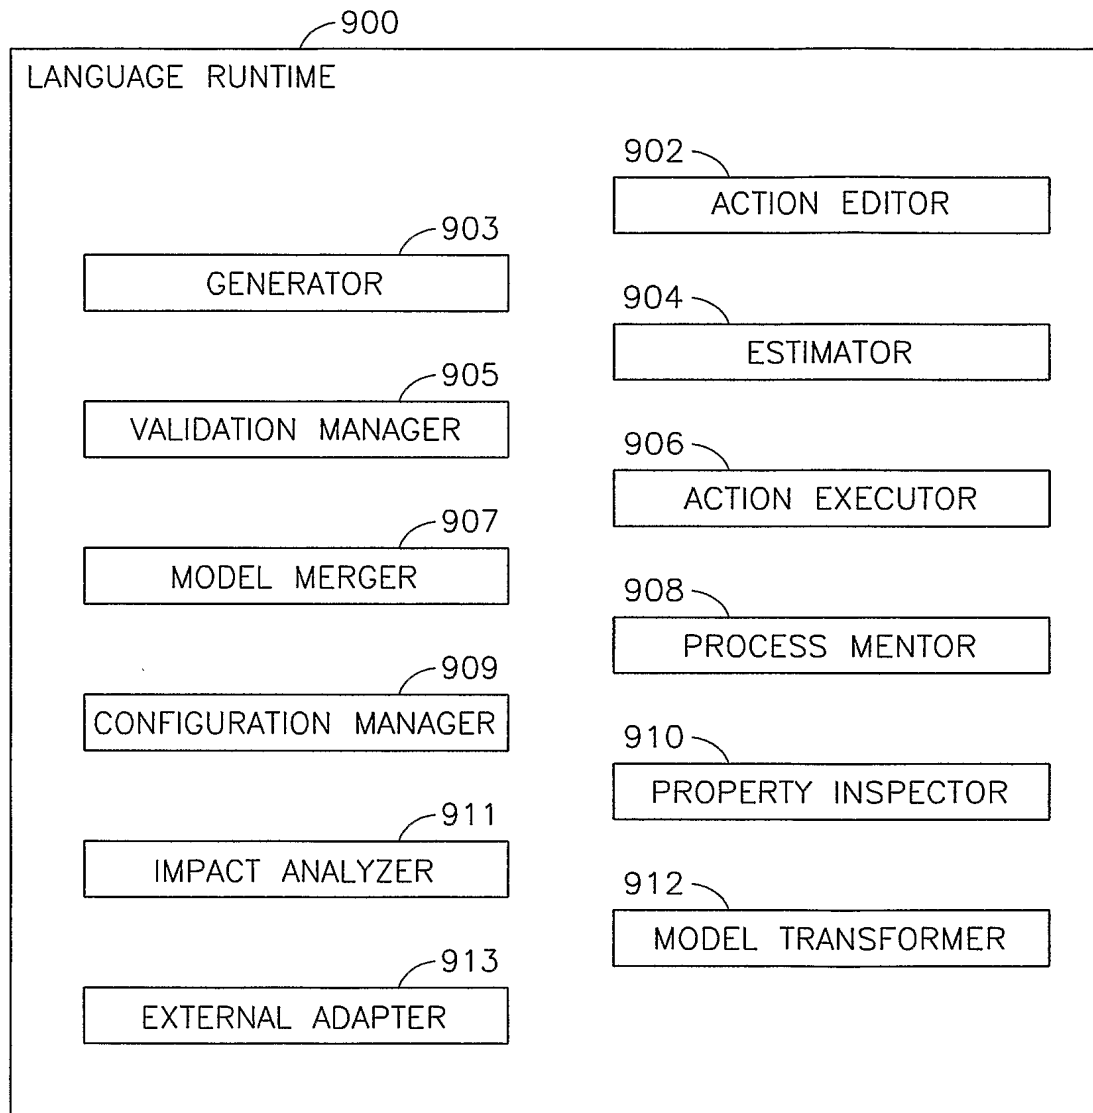 900
LANGUAGE RUNTIME
902
ACTION EDITOR
903
GENERATOR
904
ESTIMATOR
905
VALIDATION MANAGER
906
ACTION EXECUTOR
907
MODEL MERGER
908
PROCESS MENTOR
909
CONFIGURATION MANAGER
910
PROPERTY INSPECTOR
911
IMPACT ANALYZER
912
MODEL TRANSFORMER
913
EXTERNAL ADAPTER